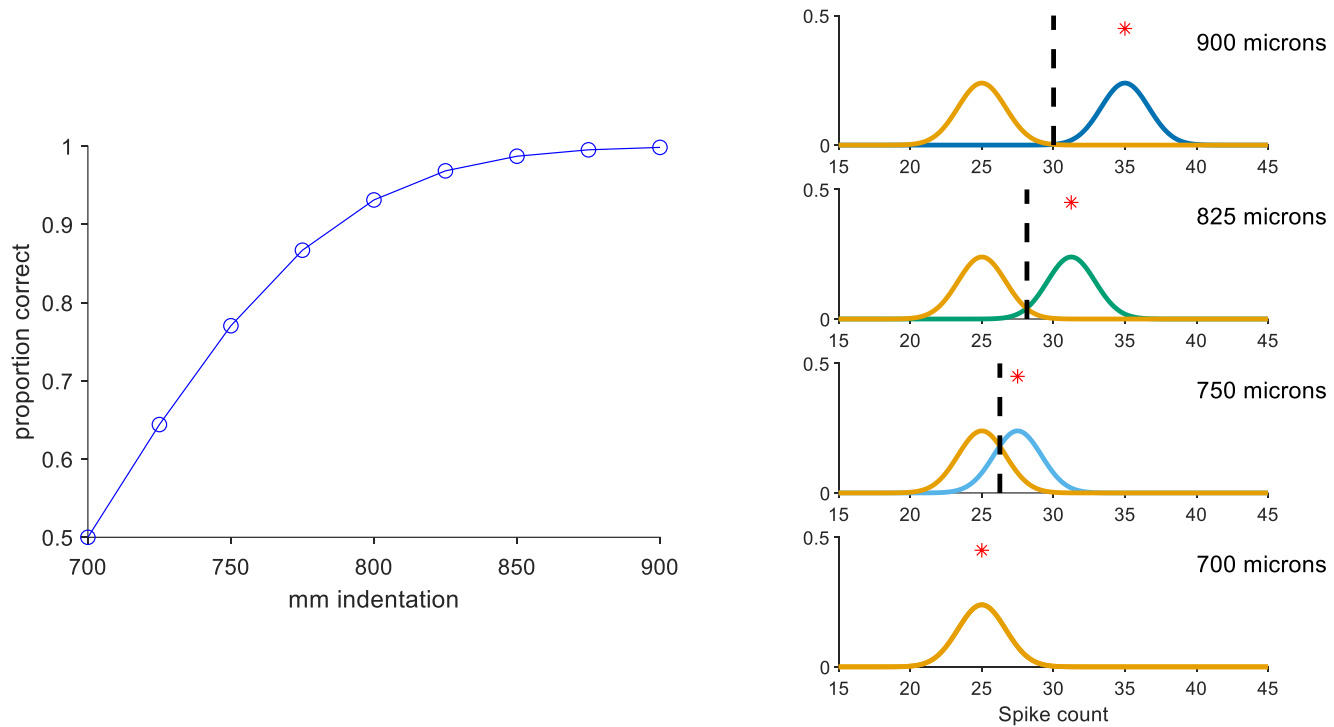 1
0.9
0.8
0.7
0.6
0.5
proportion correct
700 750 800 850 900
mm indentation
0.5
0
15 20 25 30 35 40 45
900 microns
0.5
0
15 20 25 30 35 40 45
825 microns
0.5
0
15 20 25 30 35 40 45
750 microns
0.5
0
15 20 25 30 35 40 45
700 microns
Spike count